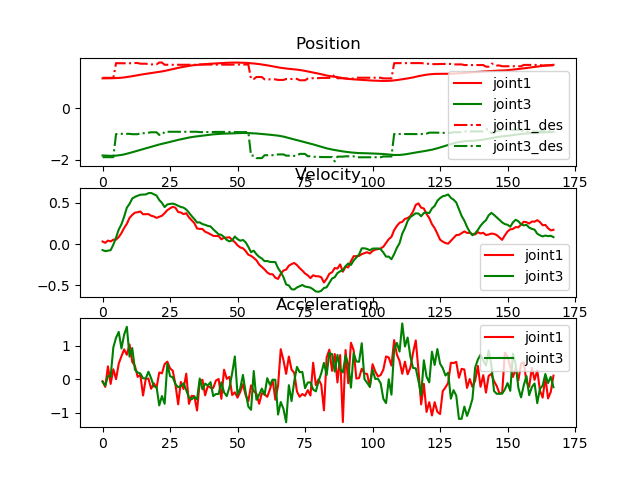 Position
0
−2
joint1
joint3
joint1_des
joint3_des
0 25 50 75 100 125 150 175
Velocity
0.5
0.0
−0.5
joint1
joint3
0 25 50 75 100 125 150 175
Acceleration
1
0
−1
joint1
joint3
0 25 50 75 100 125 150 175